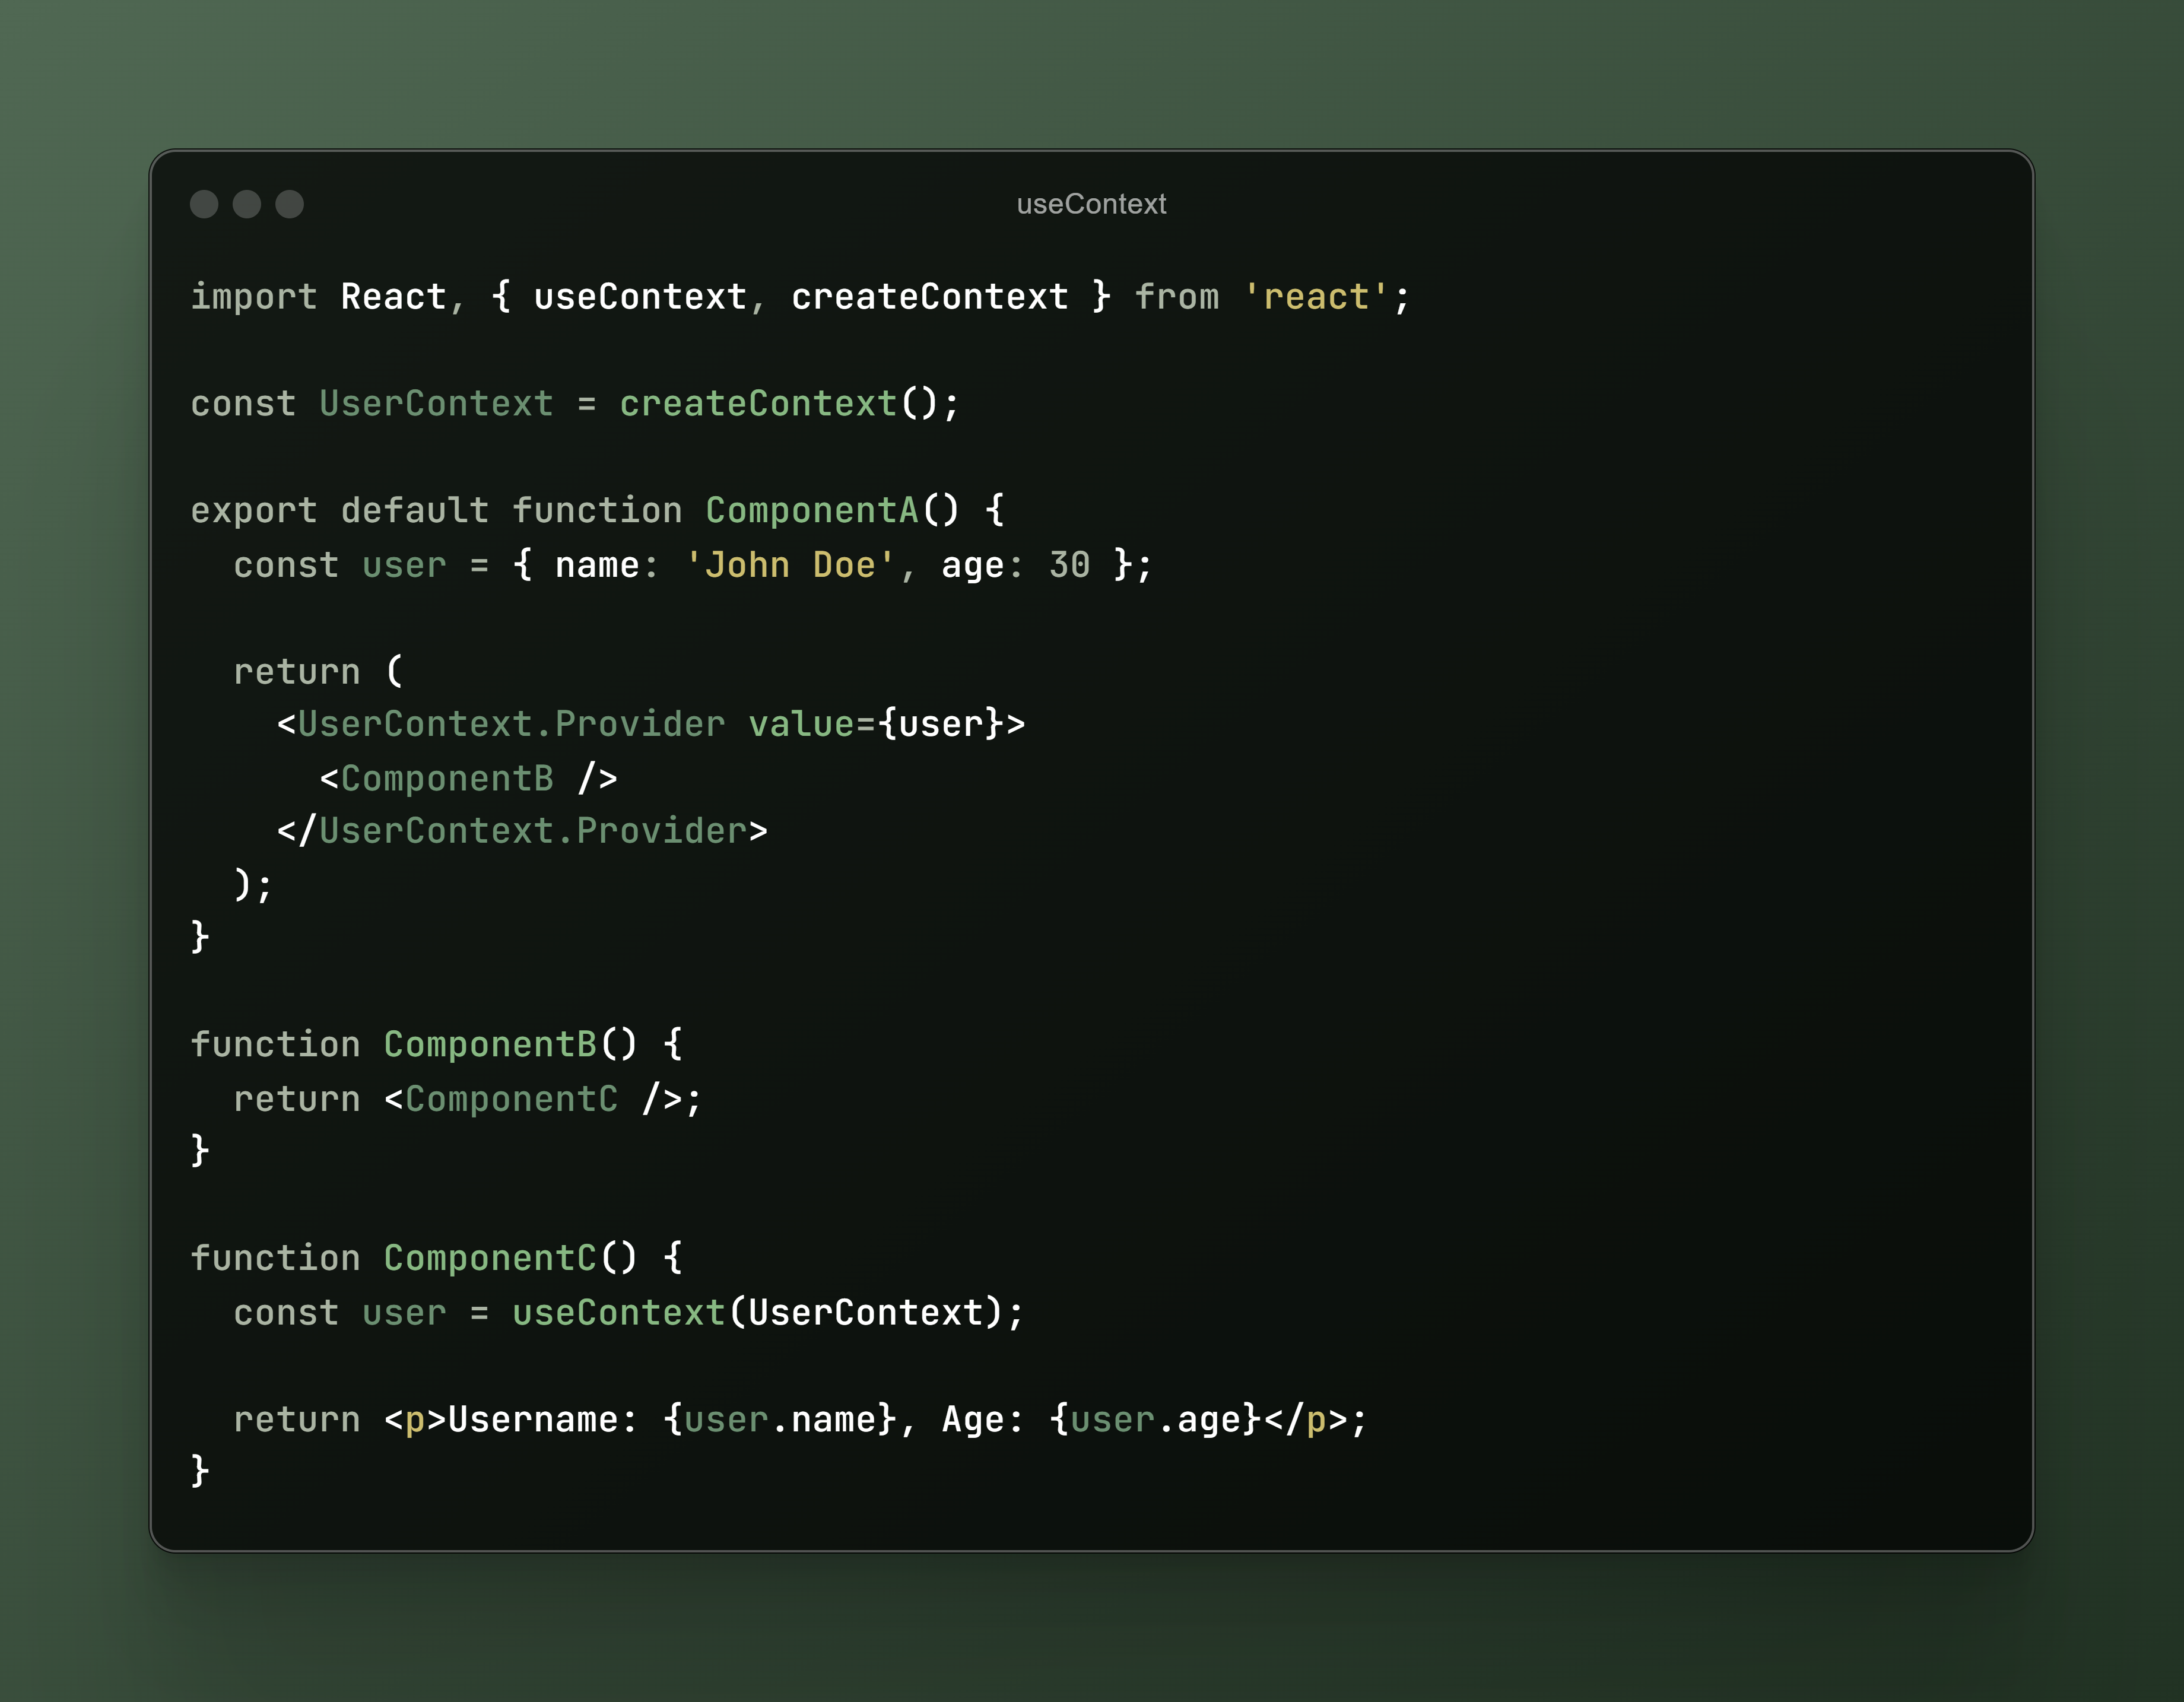 useContext
import React, { useContext, createContext } from 'react';
const UserContext = createContext();
export default function ComponentA() {
  const user = { name: 'John Doe', age: 30 };
  return (
    <UserContext.Provider value={user}>
      <ComponentB />
    </UserContext.Provider>
  );
}
function ComponentB() {
  return <ComponentC />;
}
function ComponentC() {
  const user = useContext(UserContext);
  return <p>Username: {user.name}, Age: {user.age}</p>;
}